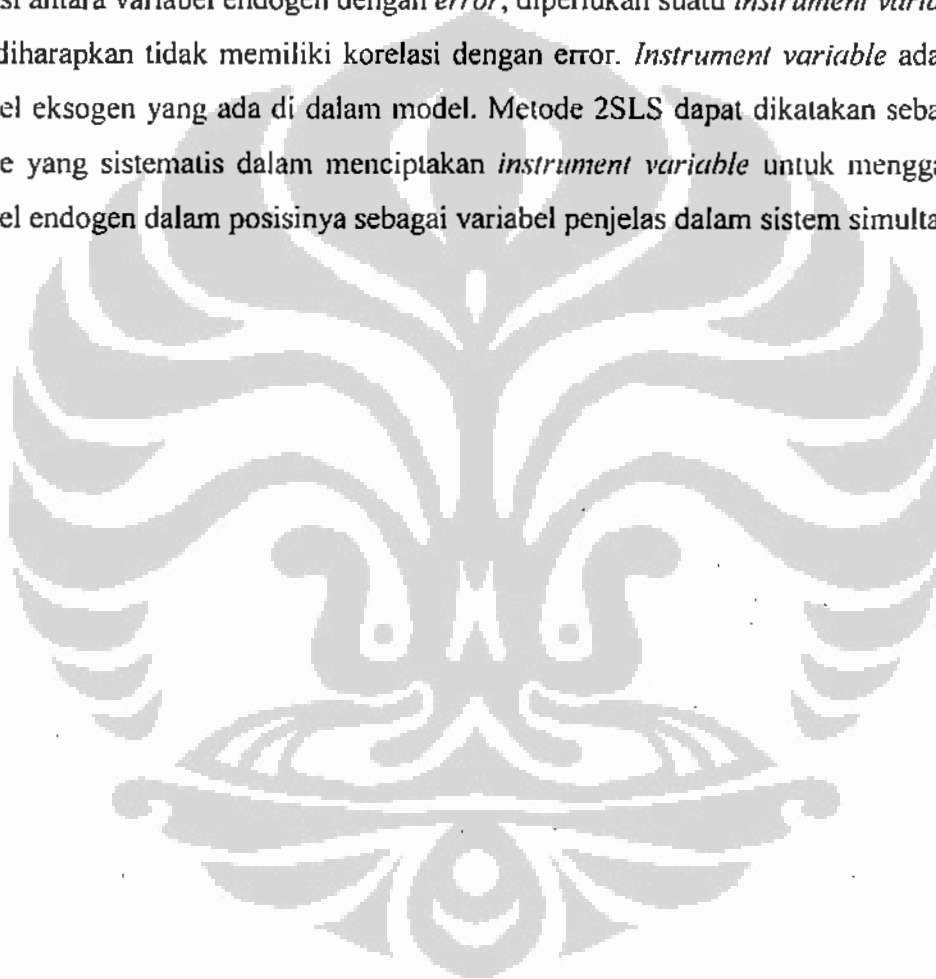 si antara variabel endogen dengan error, diperlukan suatu instrument varia
diharapkan tidak memiliki korelasi dengan error. Instrument variable ada
el eksogen yang ada di dalam model. Metode 2SLS dapat dikatakan seba
e yang sistematis dalam menciptakan instrument variable untuk mengga
el endogen dalam posisinya sebagai variabel penjelas dalam sistem simulta